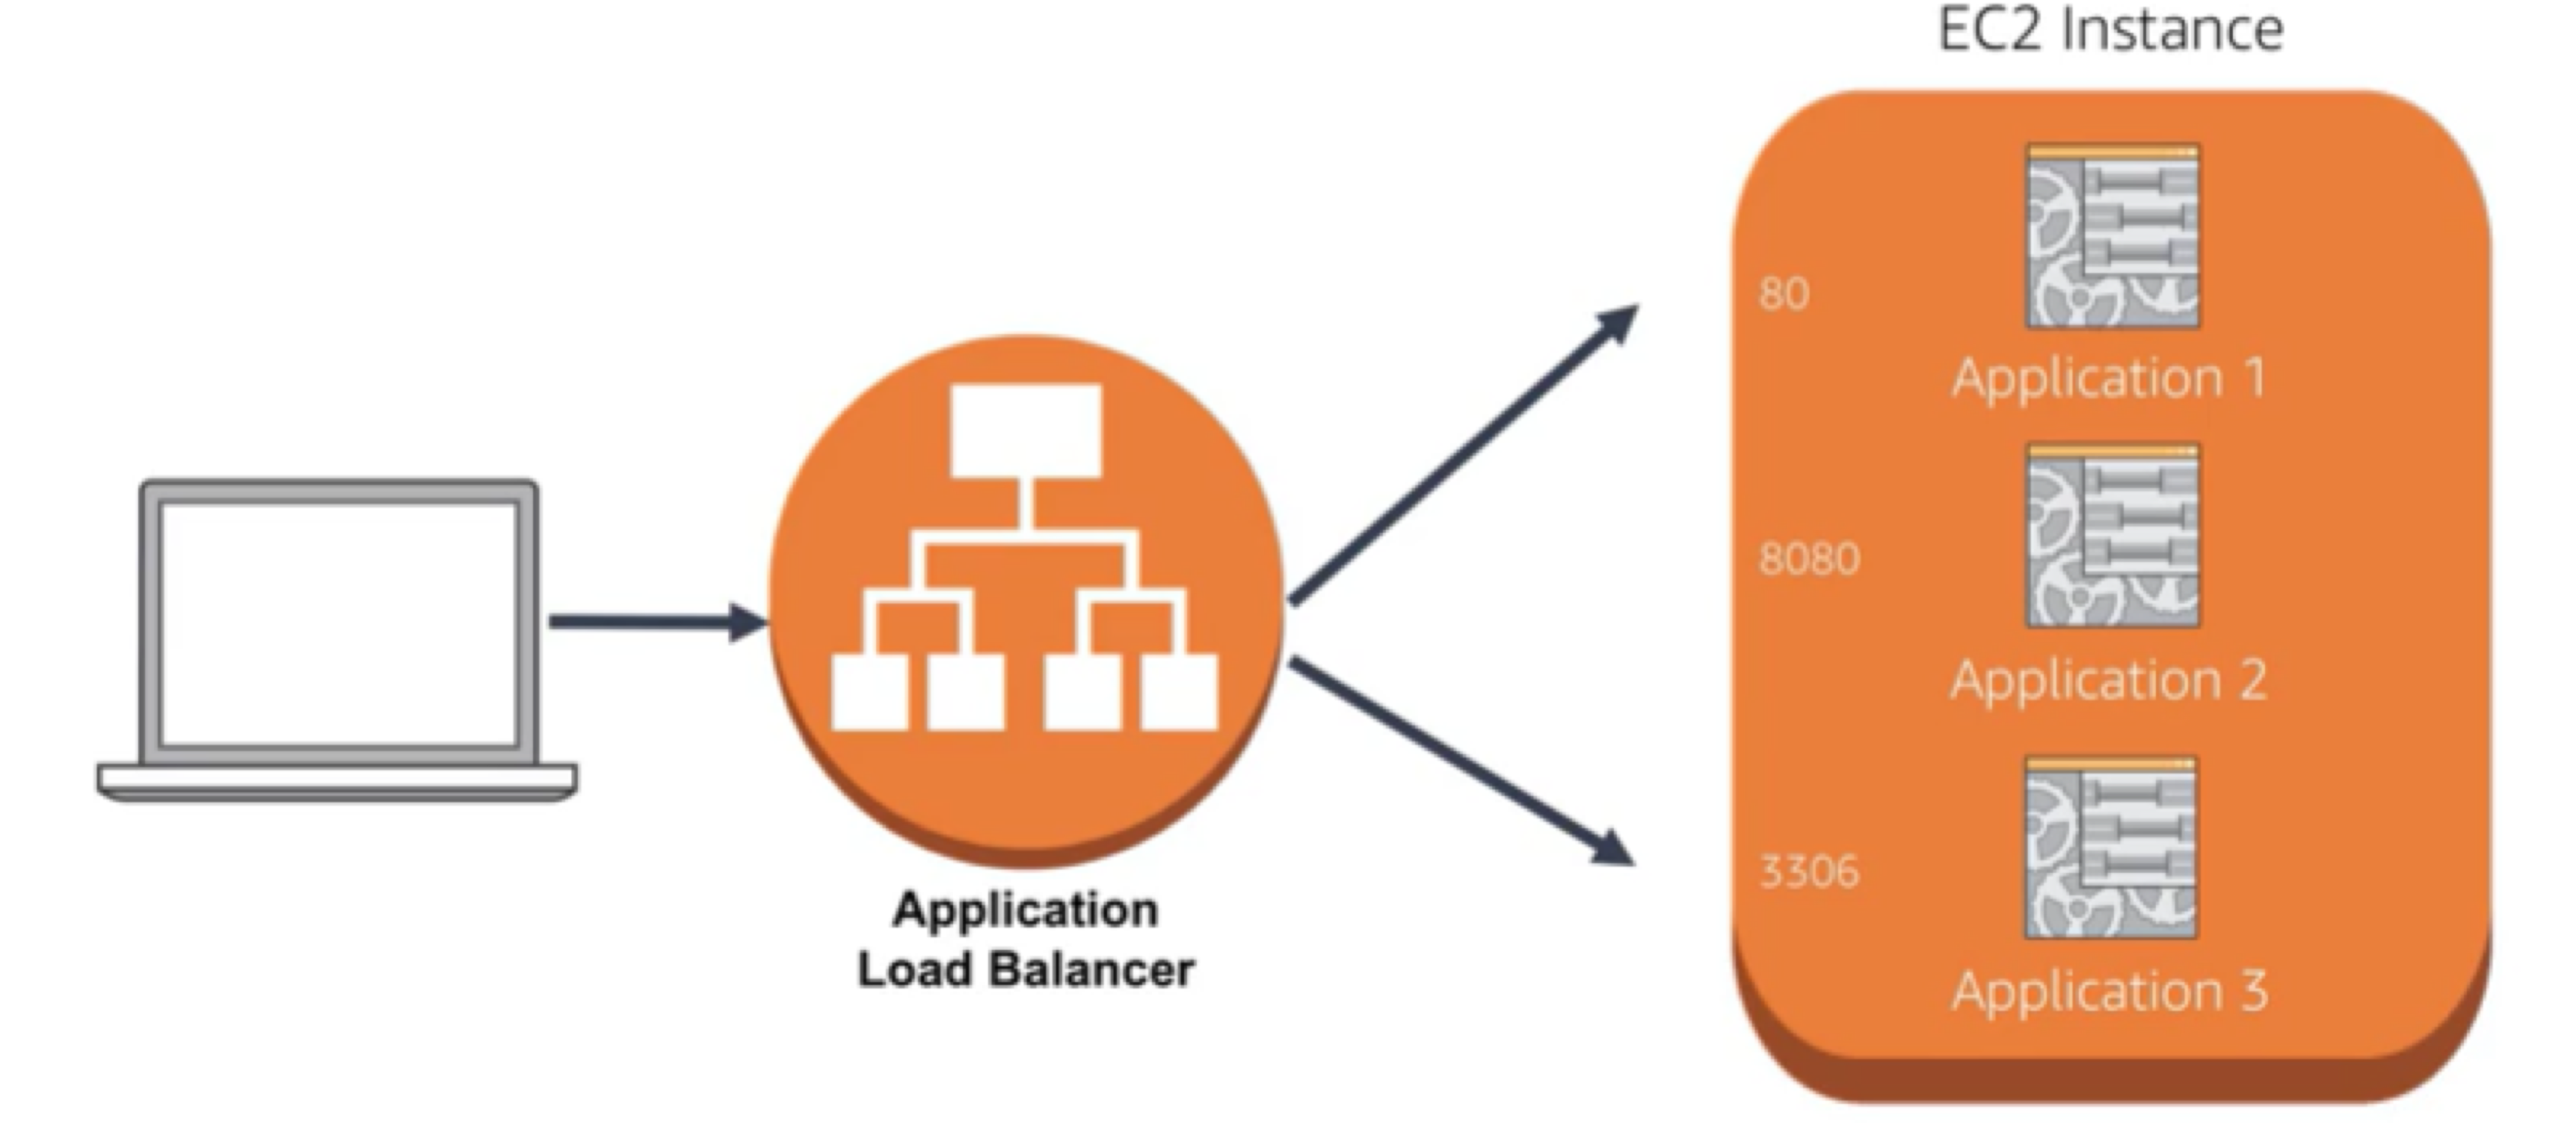 EC2 Instance
80
Application 1
8080
Application 2
3306
Application 3
Application
Load Balancer